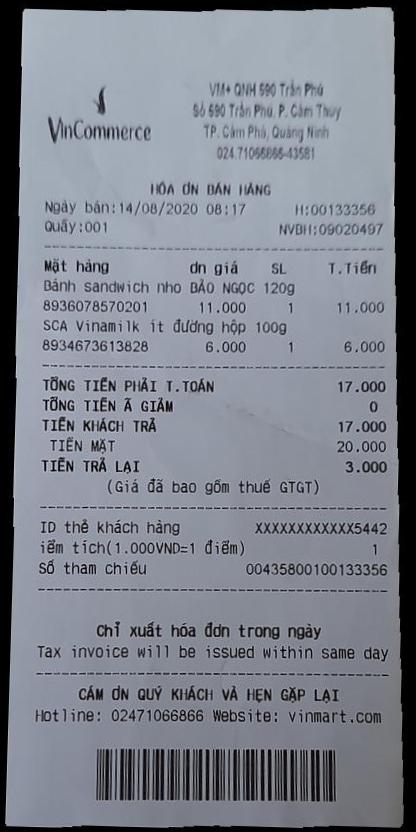 VinCommerce
VM+ QNH 590 Trần Phú
Số 590 Trần Phú, P. Cẩm Thủy
TP. Cẩm Phả, Quảng Ninh
024.71066866-43581
HÓA ƠN BÁN HÀNG
Ngày bán:14/08/2020 08:17 H:00133356
Quầy:001 NVBH:09020497
Mặt hàng ơn giá SL T.Tiền
Bánh sandwich nho BẢO NGỌC 120g
8936078570201 11.000 1 11.000
SCA Vinamilk ít đường hộp 100g
8934673613828 6.000 1 6.000
TỔNG TIỀN PHẢI T.TOÁN 17.000
TỔNG TIỀN Ã GIẢM 0
TIỀN KHÁCH TRẢ 17.000
TIỀN MẶT 20.000
TIỀN TRẢ LẠI 3.000
(Giá đã bao gồm thuế GTGT)
ID thẻ khách hàng XXXXXXXXXXXX5442
iểm tích(1.000VND=1 điểm) 1
Số tham chiếu 00435800100133356
Chỉ xuất hóa đơn trong ngày
Tax invoice will be issued within same day
CẢM ƠN QUÝ KHÁCH VÀ HẸN GẶP LẠI
Hotline: 02471066866 Website: vinmart.com